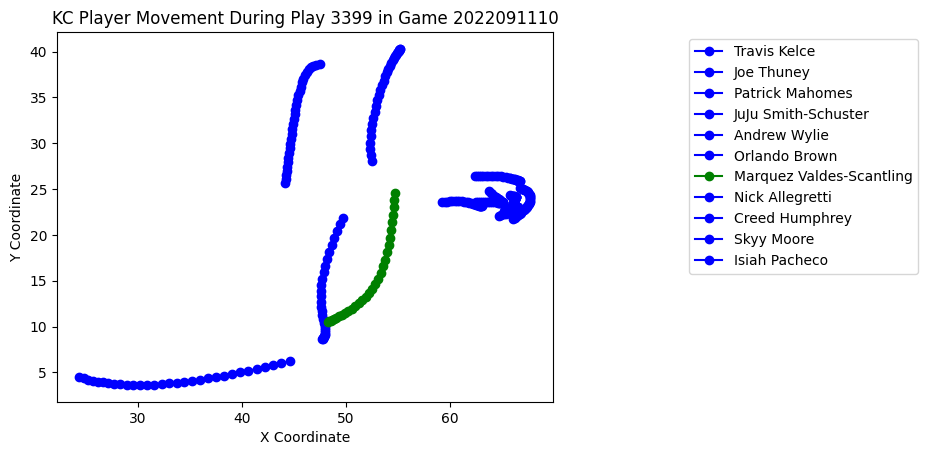 KC Player Movement During Play 3399 in Game 2022091110
40
35
30
25
20
15
10
5
Y Coordinate
30
40
50
60
X Coordinate
Travis Kelce
Joe Thuney
Patrick Mahomes
JuJu Smith-Schuster
Andrew Wylie
Orlando Brown
Marquez Valdes-Scantling
Nick Allegretti
Creed Humphrey
Skyy Moore
Isiah Pacheco